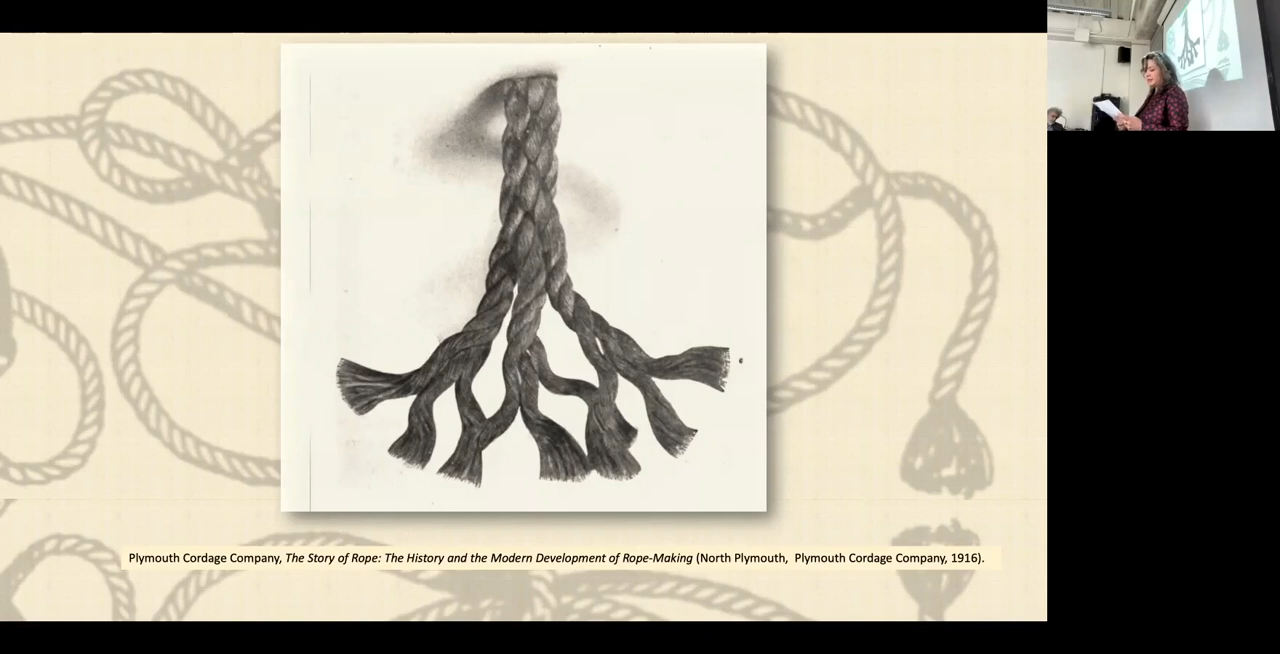 Plymouth Cordage Company, The Story of Rope: The History and the Modern Development of Rope-Making (North Plymouth,  Plymouth Cordage Company, 1916).